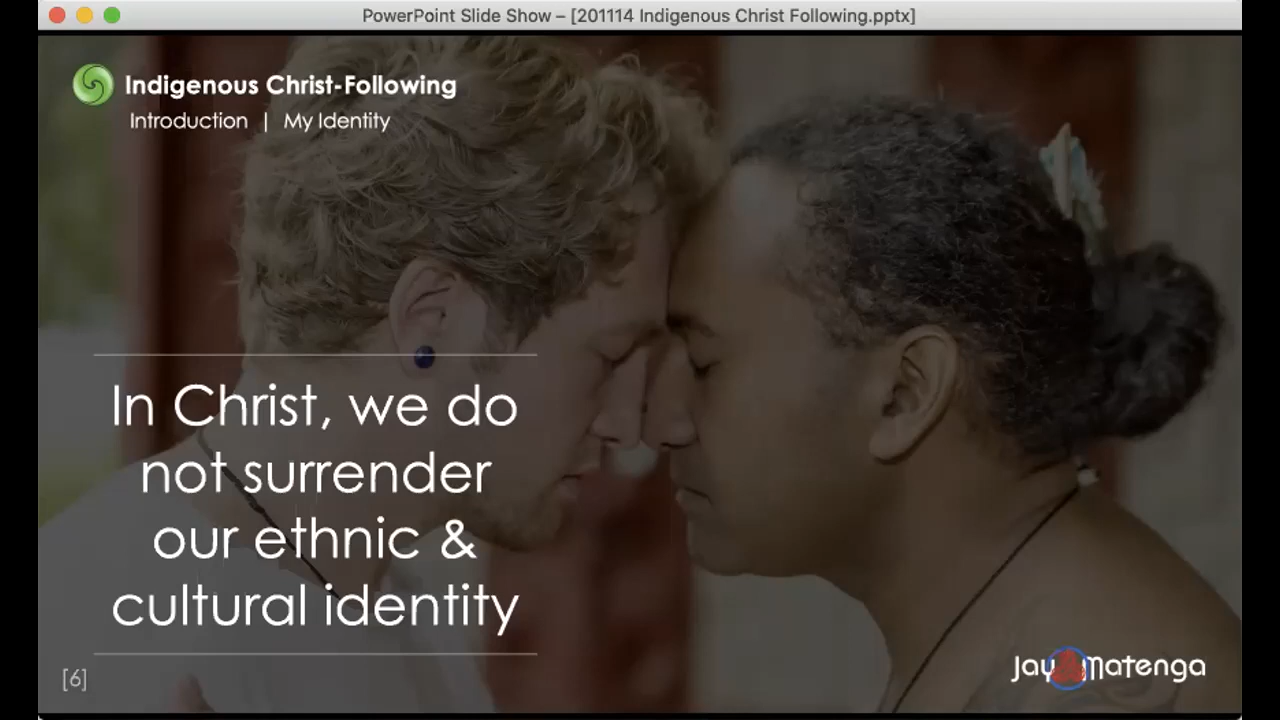 PowerPoint Slide Show – [201114 Indigenous Christ Following.pptx]
Indigenous Christ-Following
Introduction | My Identity
In Christ, we do
not surrender
our ethnic &
cultural identity
[6]
Jay Matenga